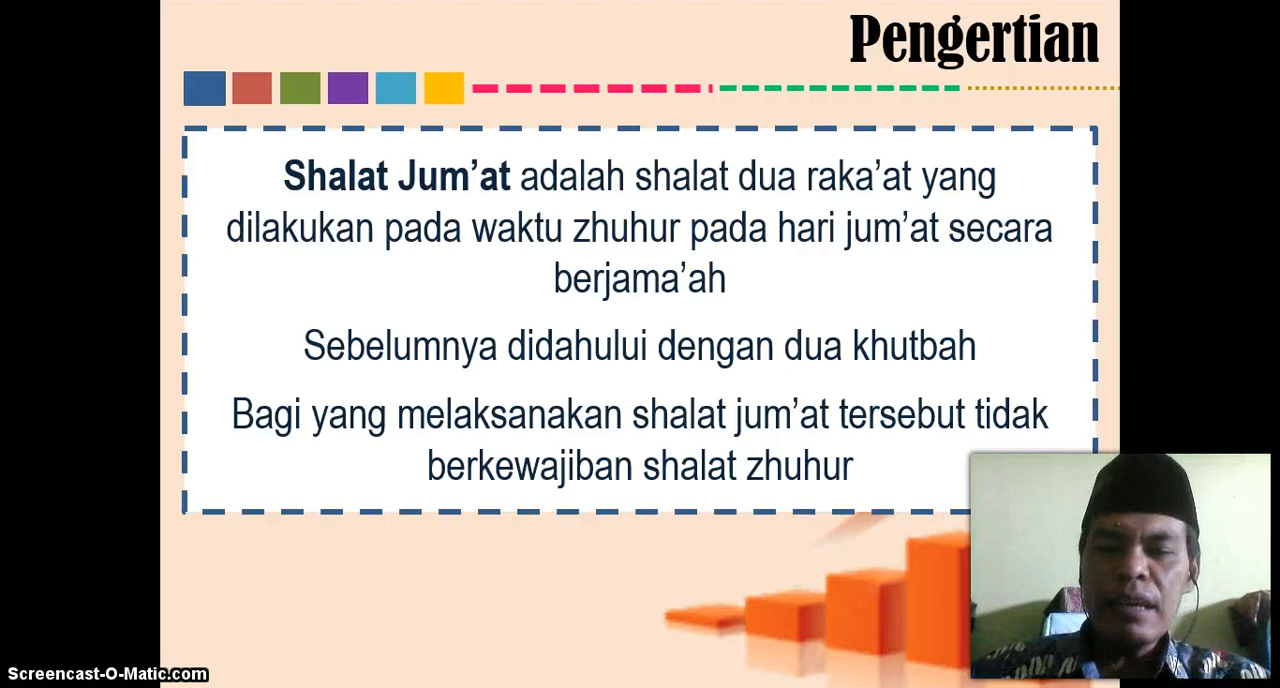 Pengertian
Shalat Jum’at adalah shalat dua raka’at yang
dilakukan pada waktu zhuhur pada hari jum’at secara
berjama’ah
Sebelumnya didahului dengan dua khutbah
Bagi yang melaksanakan shalat jum’at tersebut tidak
berkewajiban shalat zhuhur
Screencast-O-Matic.com